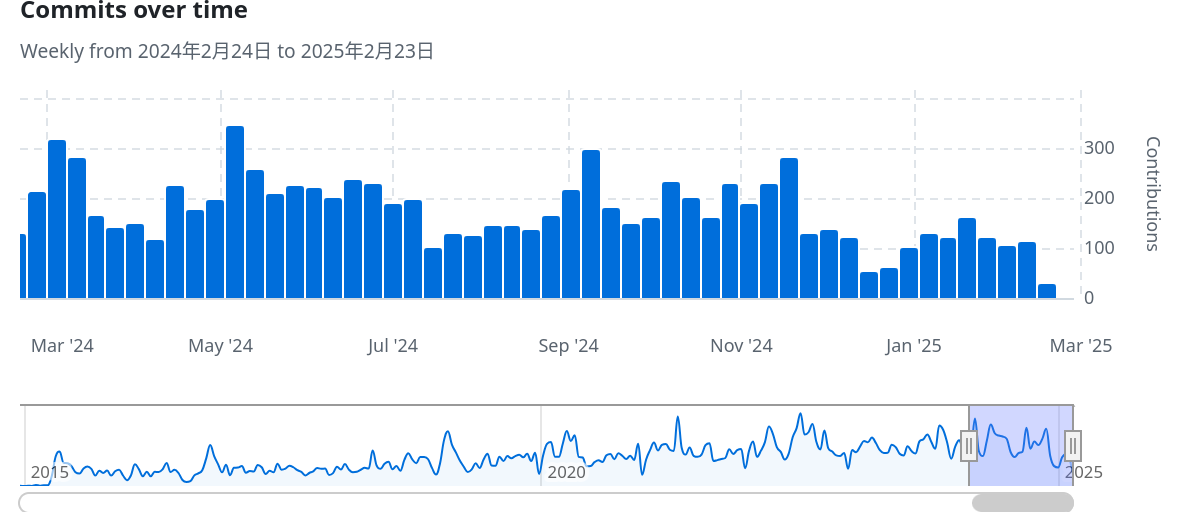 Commits over time
Weekly from 2024年2月24日 to 2025年2月23日
300
200
100
0
Contributions
Mar '24
May '24
Jul '24
Sep '24
Nov '24
Jan '25
Mar '25
2015
2020
2025